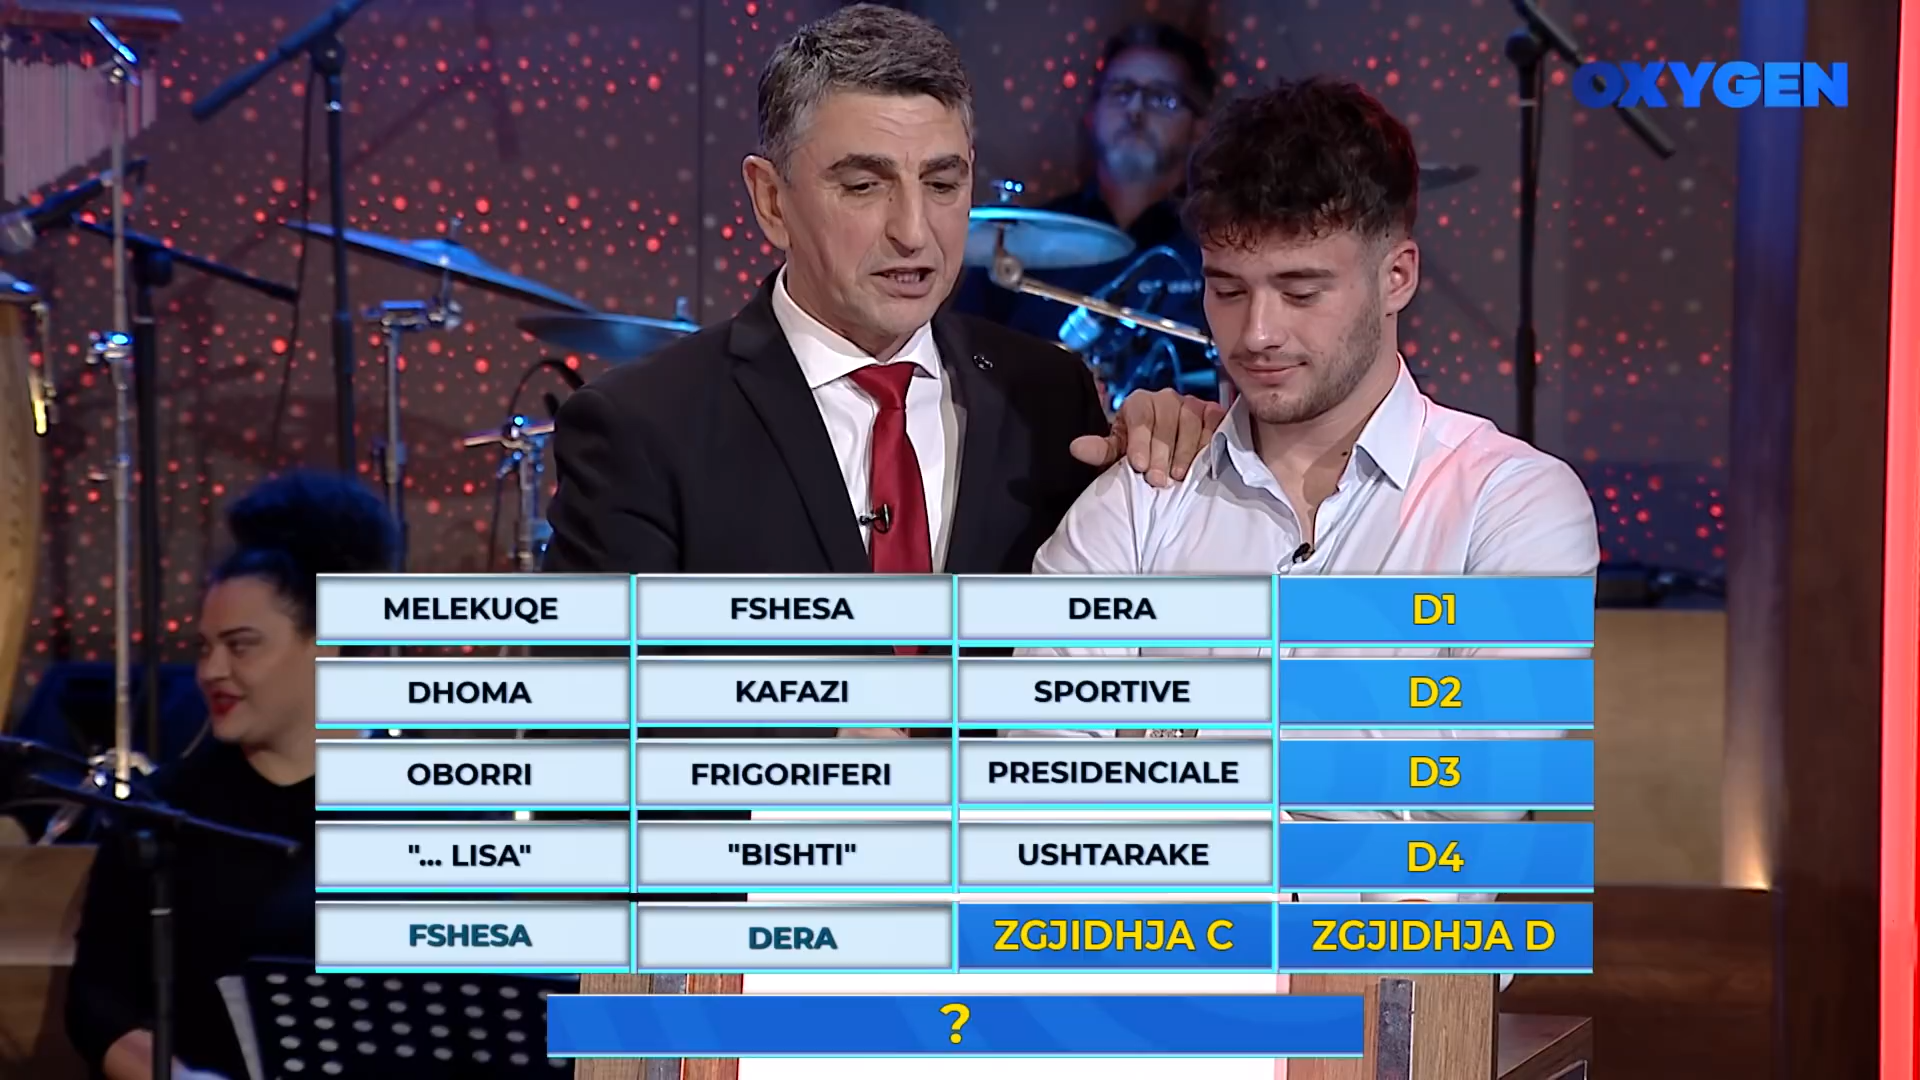 OXYGEN
MELEKUQE FSHESA DERA D1
DHOMA KAFAZI SPORTIVE D2
OBORRI FRIGORIFERI PRESIDENCIALE D3
"... LISA" "BISHTI" USHTARAKE D4
FSHESA DERA ZGJIDHJA C ZGJIDHJA D
?